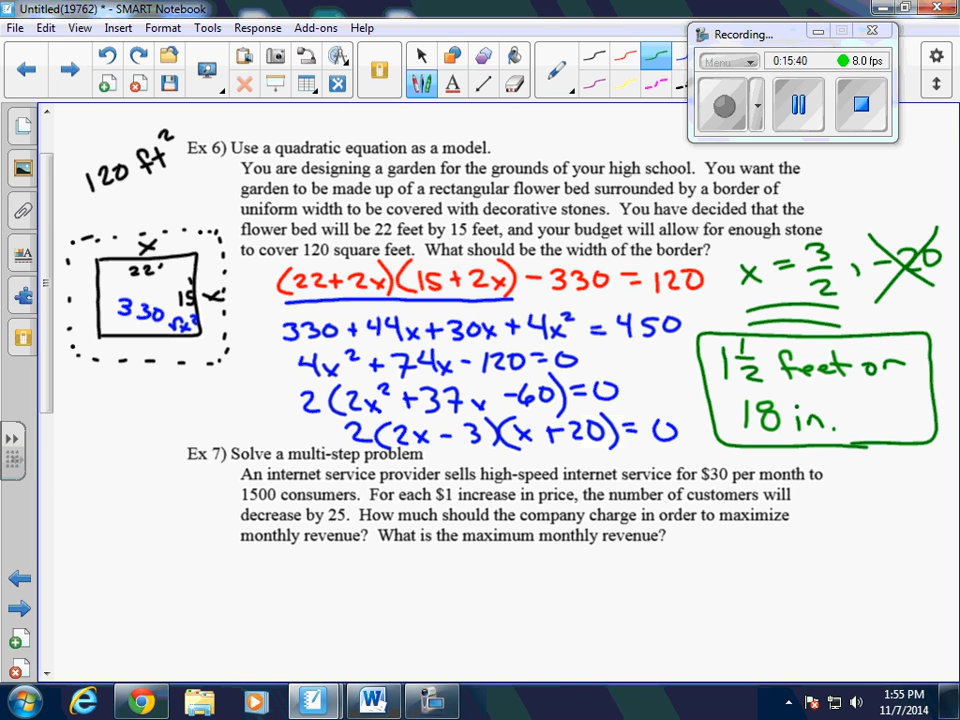 Untitled(19762) * - SMART Notebook
File Edit View Insert Format Tools Response Add-ons Help
Recording...
Menu 0:15:40 8.0 fps
120 ft²
Ex 6) Use a quadratic equation as a model.
You are designing a garden for the grounds of your high school. You want the
garden to be made up of a rectangular flower bed surrounded by a border of
uniform width to be covered with decorative stones. You have decided that the
flower bed will be 22 feet by 15 feet, and your budget will allow for enough stone
to cover 120 square feet. What should be the width of the border?
x
22'
15' x
330
(22+2x)(15+2x) - 330 = 120
330 + 44x + 30x + 4x² = 450
4x² + 74x - 120 = 0
2(2x² + 37x - 60) = 0
2(2x - 3)(x + 20) = 0
x = 3/2, -20
1 1/2 feet or
18 in.
Ex 7) Solve a multi-step problem
An internet service provider sells high-speed internet service for $30 per month to
1500 consumers. For each $1 increase in price, the number of customers will
decrease by 25. How much should the company charge in order to maximize
monthly revenue? What is the maximum monthly revenue?
1:55 PM
11/7/2014